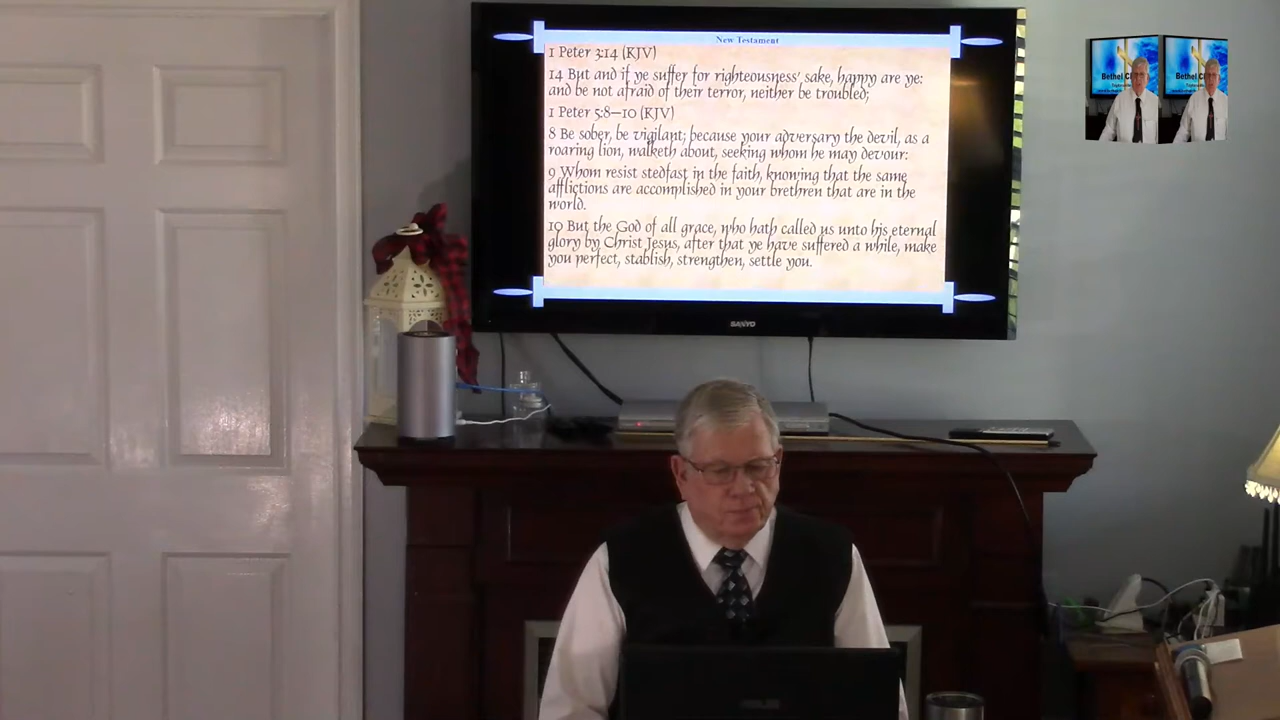 New Testament
1 Peter 3:14 (KJV)
14 But and if ye suffer for righteousness' sake, happy are ye:
and be not afraid of their terror, neither be troubled;
1 Peter 5:8—10 (KJV)
8 Be sober, be vigilant; because your adversary the devil, as a
roaring lion, walketh about, seeking whom he may devour:
9 Whom resist stedfast in the faith, knowing that the same
afflictions are accomplished in your brethren that are in the
world.
10 But the God of all grace, who hath called us unto his eternal
glory by Christ Jesus, after that ye have suffered a while, make
you perfect, stablish, strengthen, settle you.
SANYO
Bethel
Bethel
ASUS